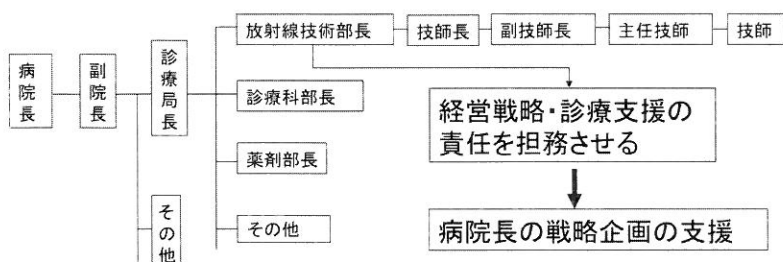 病院長
副院長
診療局長
その他
放射線技術部長
技師長
副技師長
主任技師
技師
診療科部長
薬剤部長
その他
経営戦略・診療支援の
責任を担務させる
病院長の戦略企画の支援